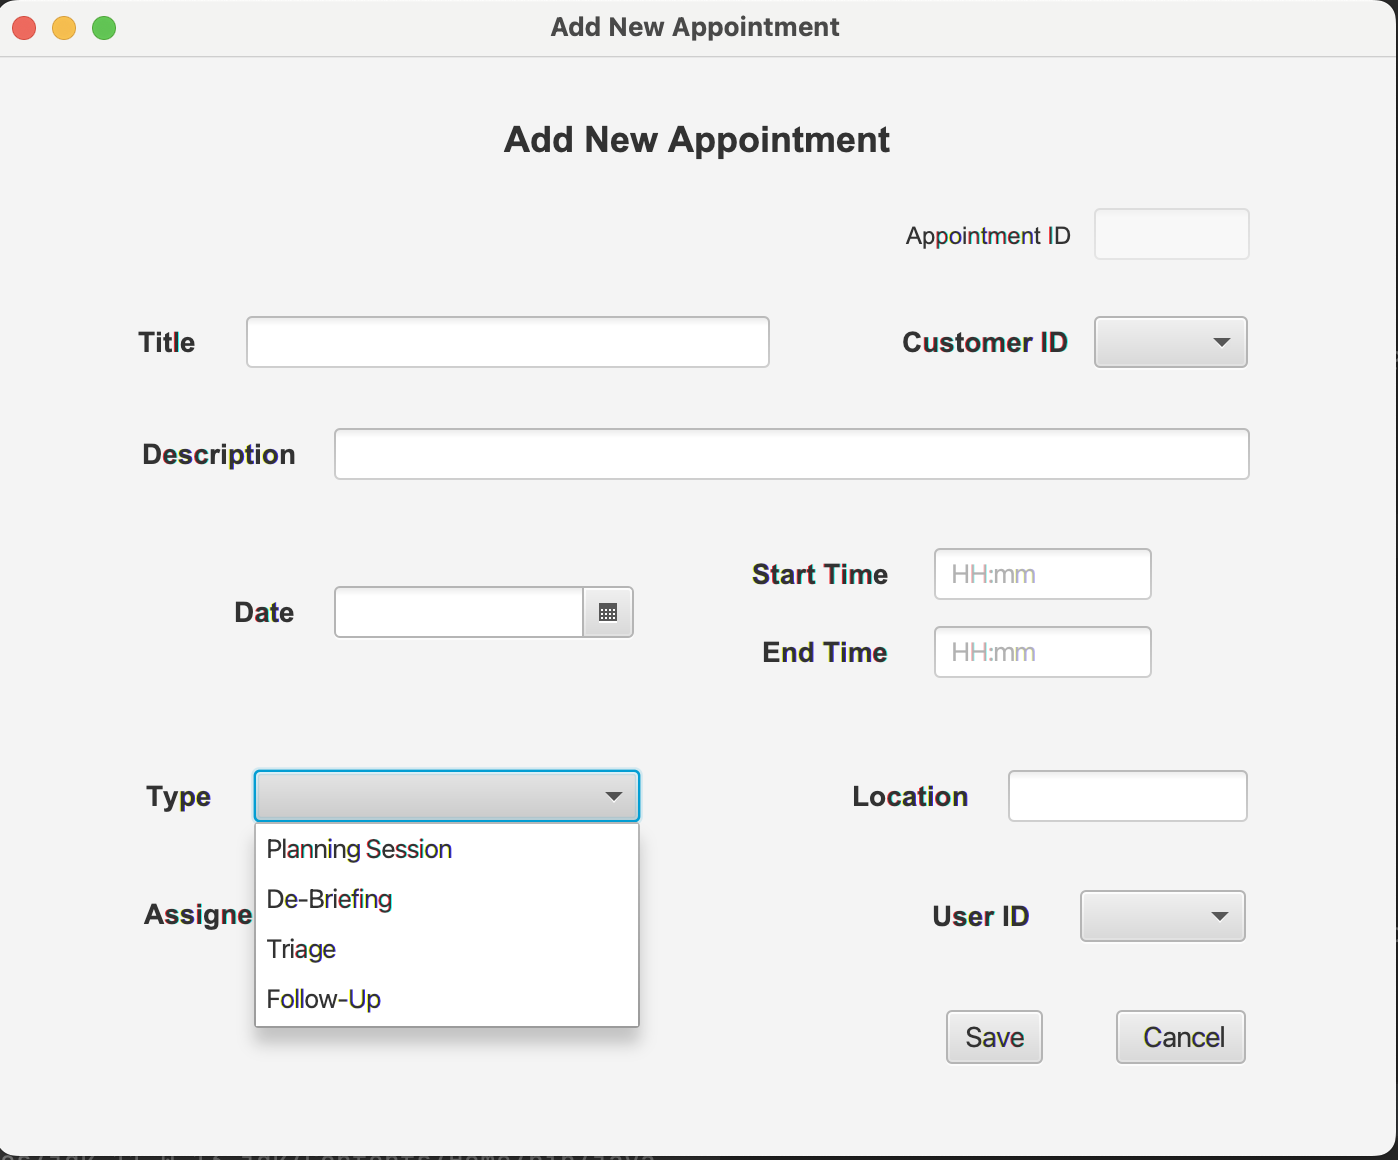 Add New Appointment
Add New Appointment
Appointment ID
Title
Customer ID
Description
Start Time
HH:mm
Date
End Time
HH:mm
Type
Location
Planning Session
De-Briefing
Assigne
User ID
Triage
Follow-Up
Save
Cancel